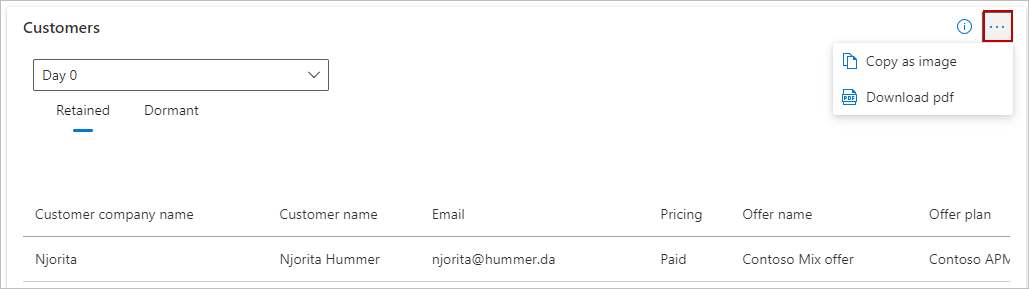 Customers
Copy as image
Day 0
PDF
Download pdf
Retained Dormant
Customer company name Customer name Email Pricing Offer name Offer plan
Njorita Njorita Hummer njorita@hummer.da Paid Contoso Mix offer Contoso APM